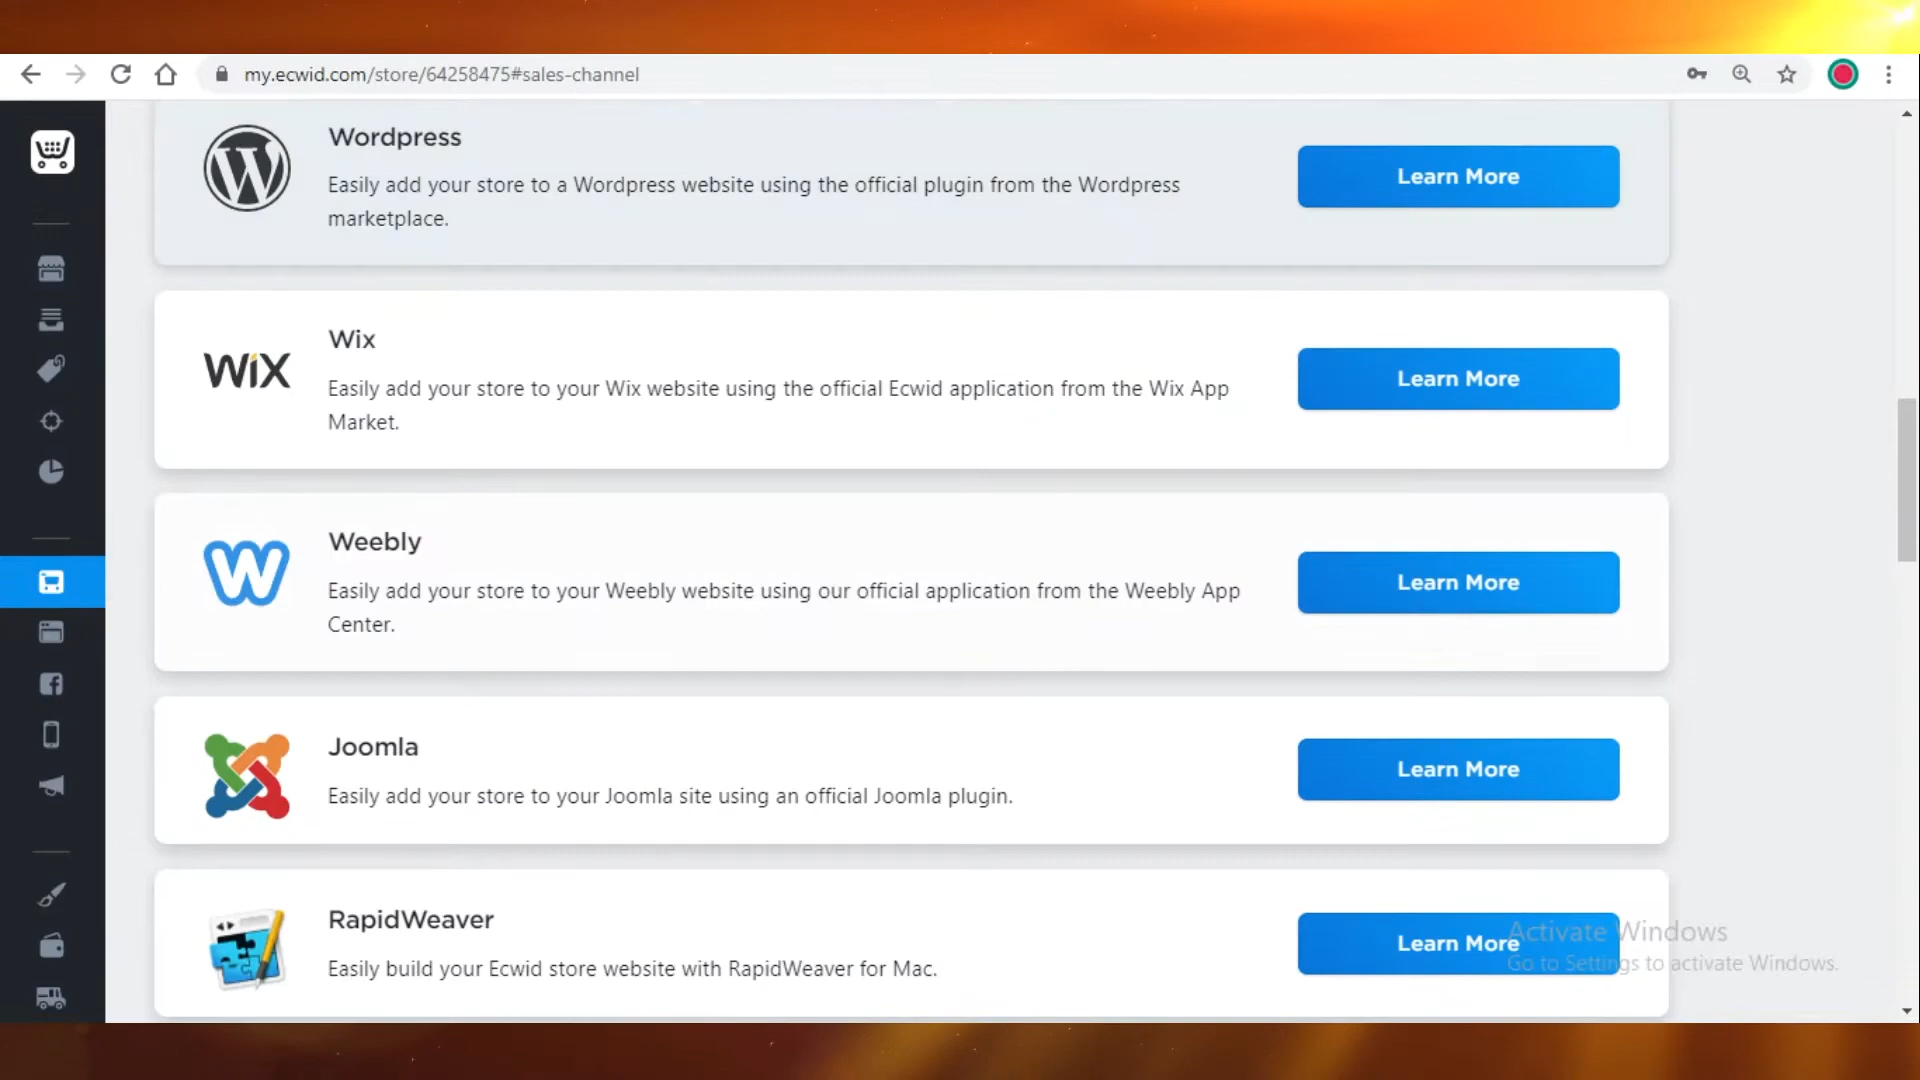 my.ecwid.com/store/64258475#sales-channel
Wordpress
Easily add your store to a Wordpress website using the official plugin from the Wordpress
marketplace.
Learn More
WiX
Wix
Easily add your store to your Wix website using the official Ecwid application from the Wix App
Market.
Learn More
Weebly
Easily add your store to your Weebly website using our official application from the Weebly App
Center.
Learn More
Joomla
Easily add your store to your Joomla site using an official Joomla plugin.
Learn More
RapidWeaver
Easily build your Ecwid store website with RapidWeaver for Mac.
Learn More
Activate Windows
Go to Settings to activate Windows.